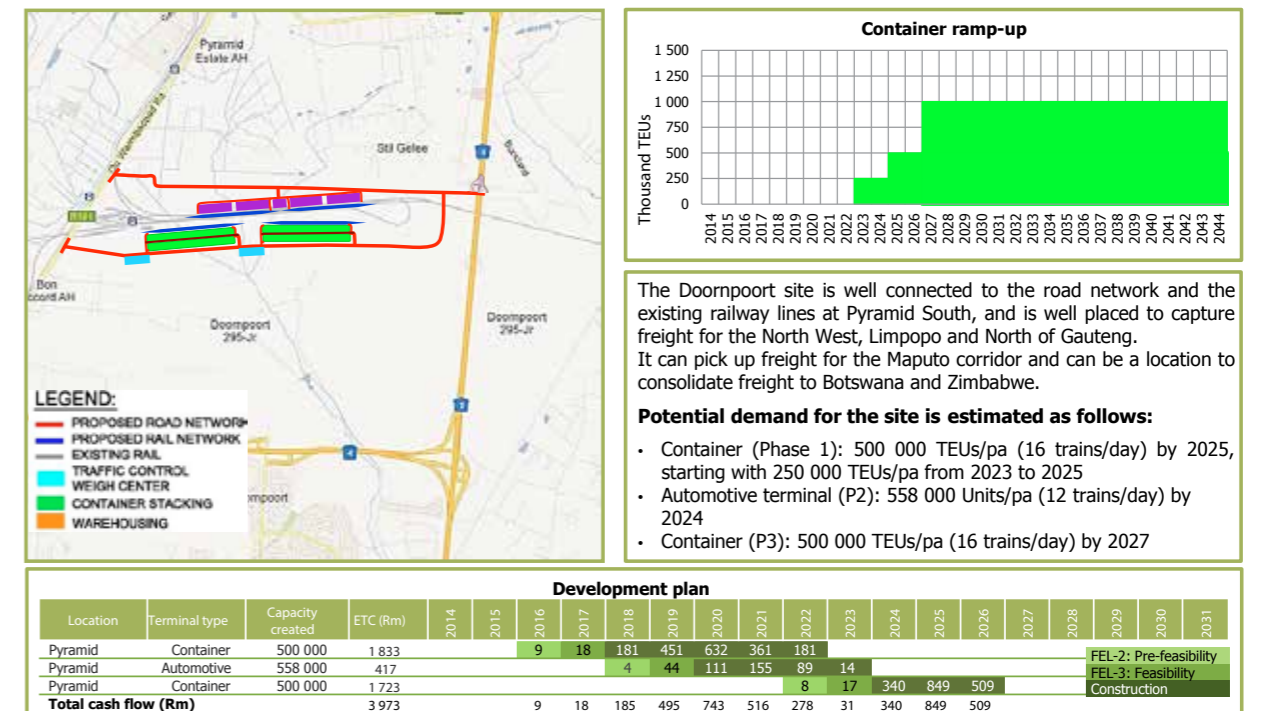 Pyramid
Estate AH
Stil Gelee
Bon
ccord AH
Doornpoort
295-Jr
Doornpoort
295-Jr
mpoort
LEGEND:
PROPOSED ROAD NETWORK
PROPOSED RAIL NETWORK
EXISTING RAIL
TRAFFIC CONTROL
WEIGH CENTER
CONTAINER STACKING
WAREHOUSING
Container ramp-up
Thousand TEUs
1 500
1 250
1 000
750
500
250
0
2014 2015 2016 2017 2018 2019 2020 2021 2022 2023 2024 2025 2026 2027 2028 2029 2030 2031 2032 2033 2034 2035 2036 2037 2038 2039 2040 2041 2042 2043 2044
The Doornpoort site is well connected to the road network and the
existing railway lines at Pyramid South, and is well placed to capture
freight for the North West, Limpopo and North of Gauteng.
It can pick up freight for the Maputo corridor and can be a location to
consolidate freight to Botswana and Zimbabwe.
Potential demand for the site is estimated as follows:
• Container (Phase 1): 500 000 TEUs/pa (16 trains/day) by 2025,
starting with 250 000 TEUs/pa from 2023 to 2025
• Automotive terminal (P2): 558 000 Units/pa (12 trains/day) by
2024
• Container (P3): 500 000 TEUs/pa (16 trains/day) by 2027
Development plan
Location Terminal type Capacity created ETC (Rm) 2014 2015 2016 2017 2018 2019 2020 2021 2022 2023 2024 2025 2026 2027 2028 2029 2030 2031
Pyramid Container 500 000 1 833 9 18 181 451 632 361 181
Pyramid Automotive 558 000 417 4 44 111 155 89 14
Pyramid Container 500 000 1 723 8 17 340 849 509
Total cash flow (Rm) 3 973 9 18 185 495 743 516 278 31 340 849 509
FEL-2: Pre-feasibility
FEL-3: Feasibility
Construction